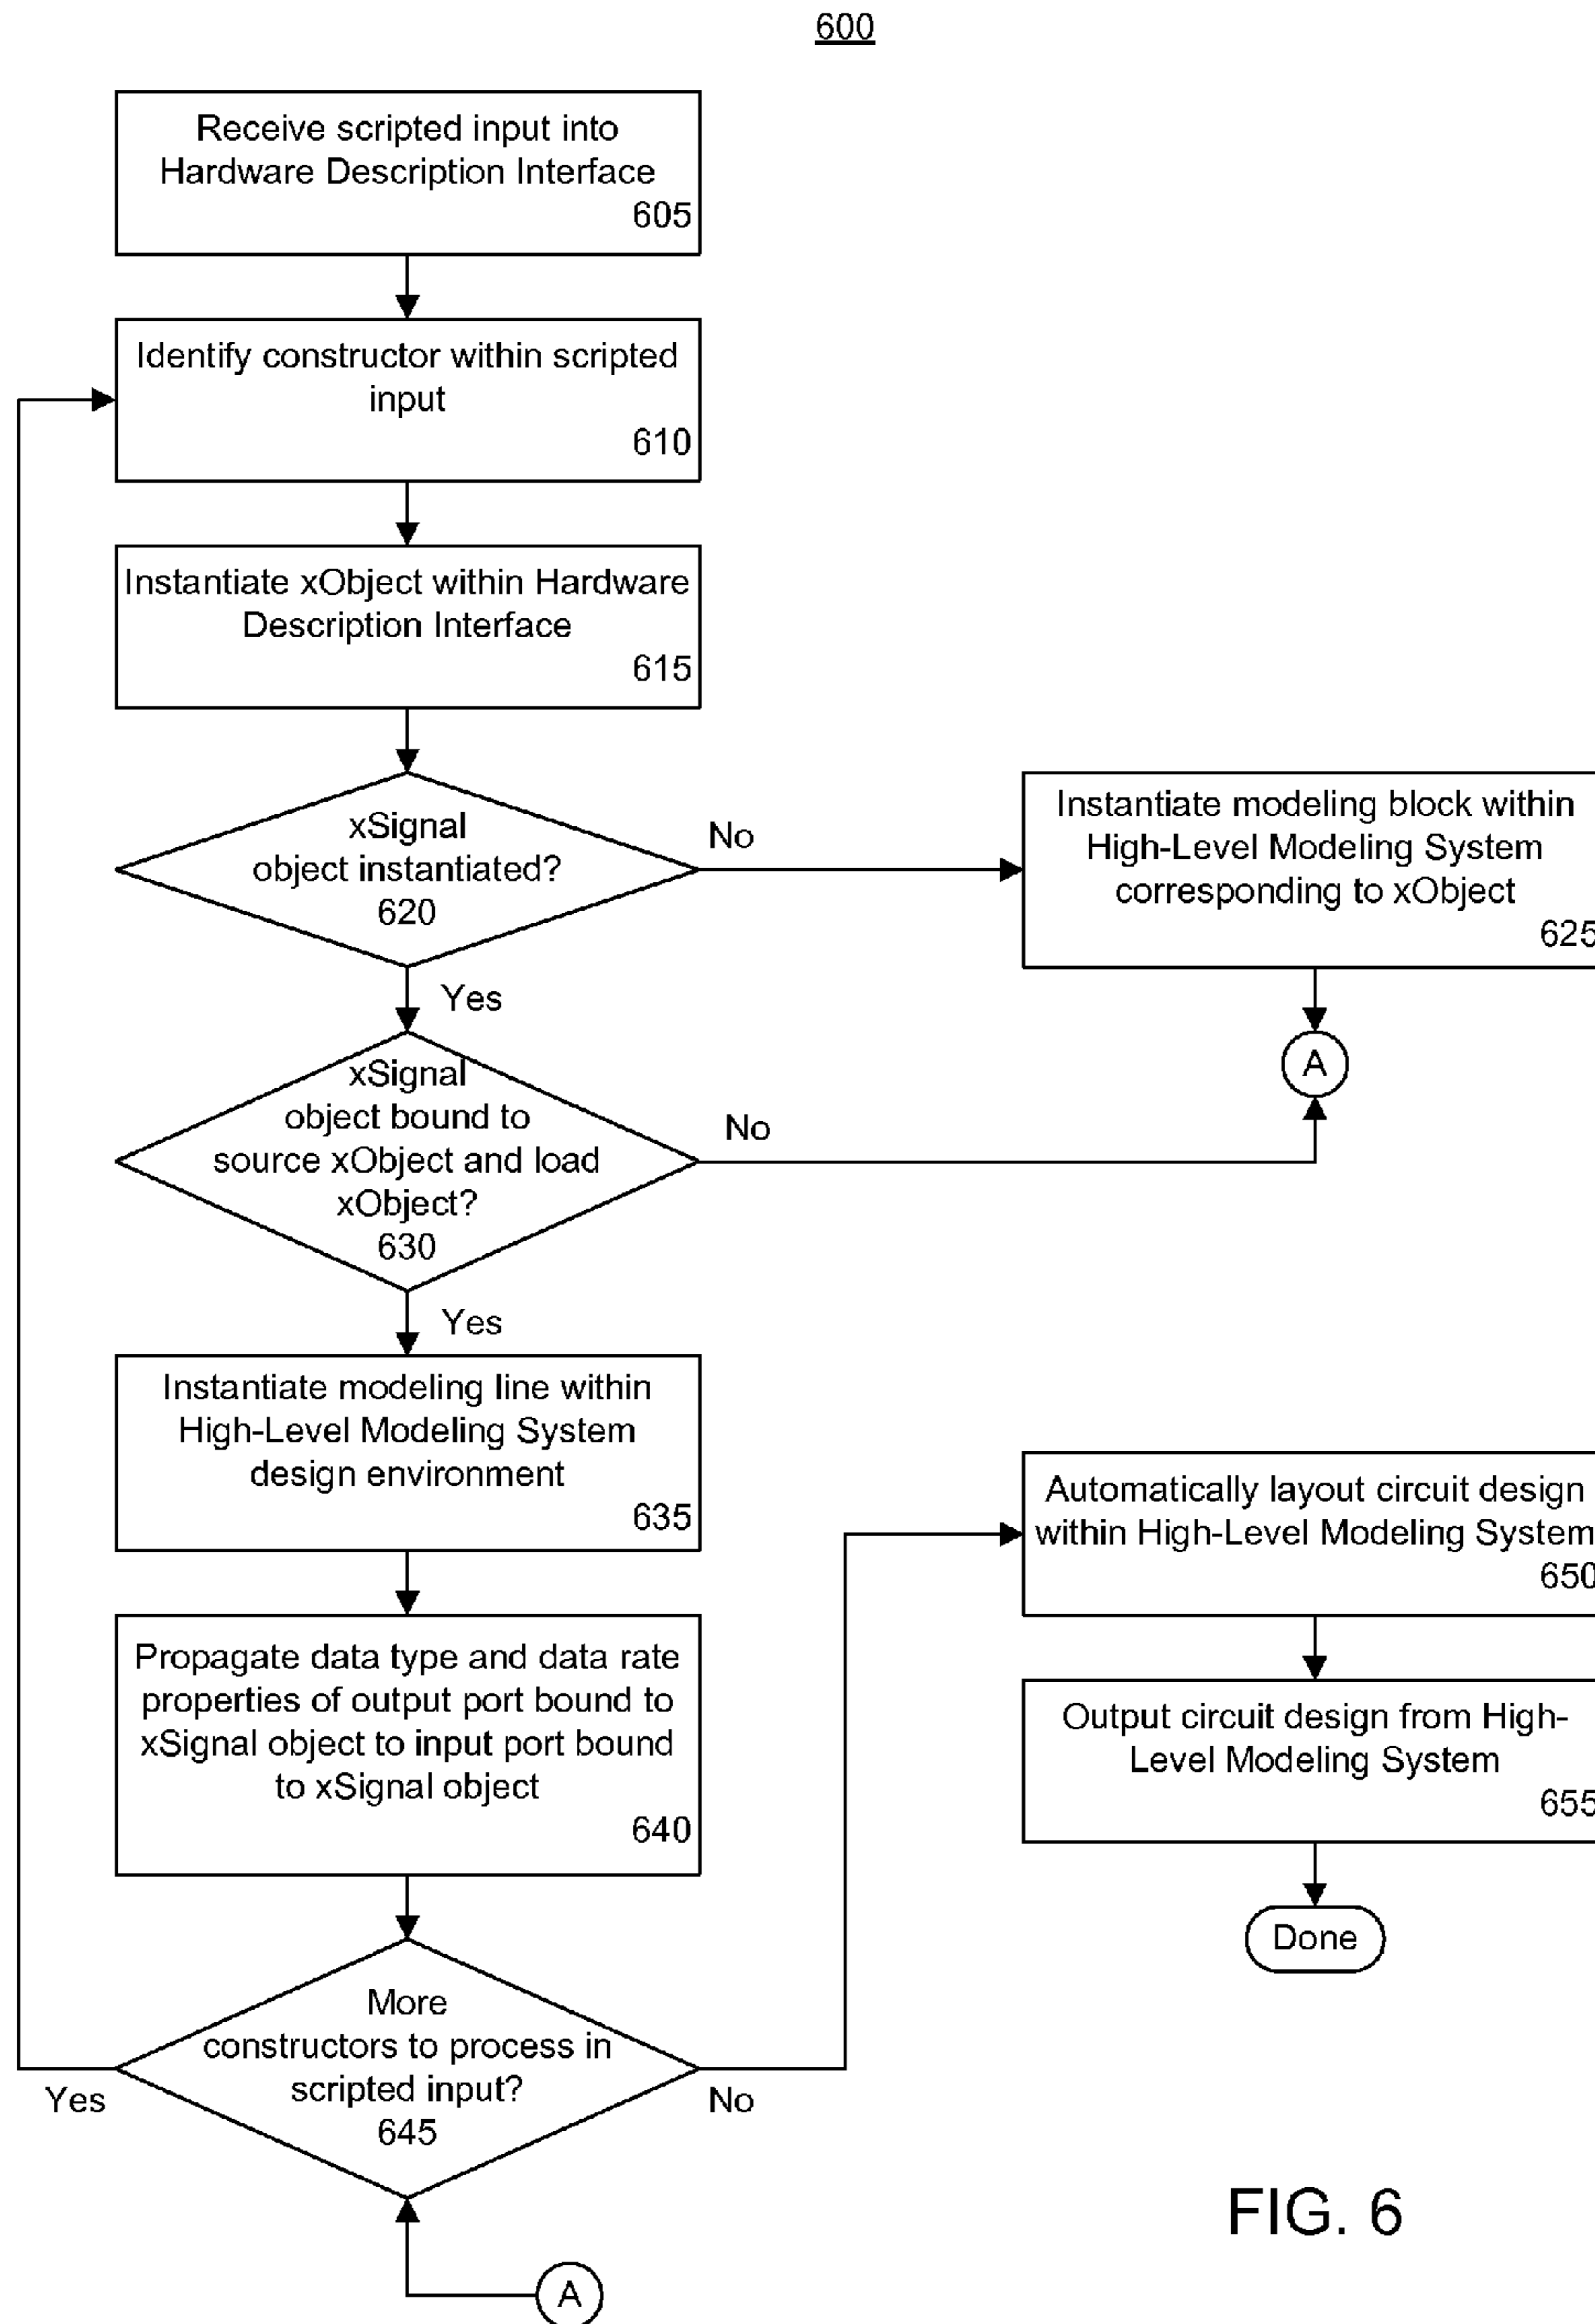 600
Receive scripted input into
Hardware Description Interface
605
Identify constructor within scripted
input
610
Instantiate xObject within Hardware
Description Interface
615
xSignal
object instantiated?
620
No
Instantiate modeling block within
High-Level Modeling System
corresponding to xObject
625
Yes
A
xSignal
object bound to
source xObject and load
xObject?
630
No
Yes
Instantiate modeling line within
High-Level Modeling System
design environment
635
Propagate data type and data rate
properties of output port bound to
xSignal object to input port bound
to xSignal object
640
More
constructors to process in
scripted input?
645
Yes
No
A
Automatically layout circuit design
within High-Level Modeling System
650
Output circuit design from High-
Level Modeling System
655
Done
FIG. 6